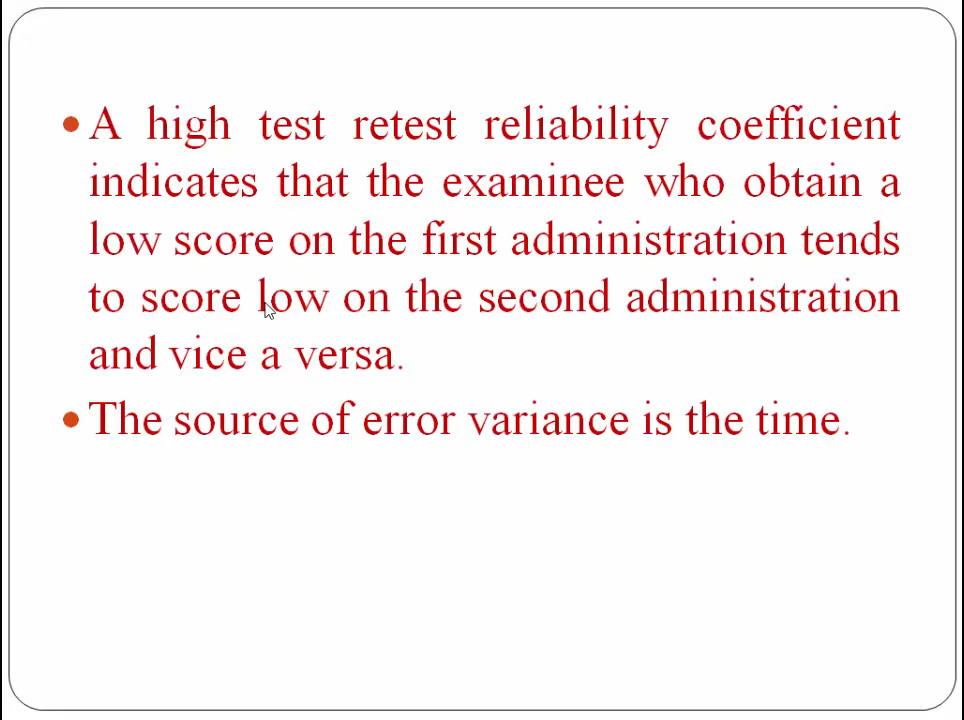 • A high test retest reliability coefficient
indicates that the examinee who obtain a
low score on the first administration tends
to score low on the second administration
and vice a versa.
• The source of error variance is the time.